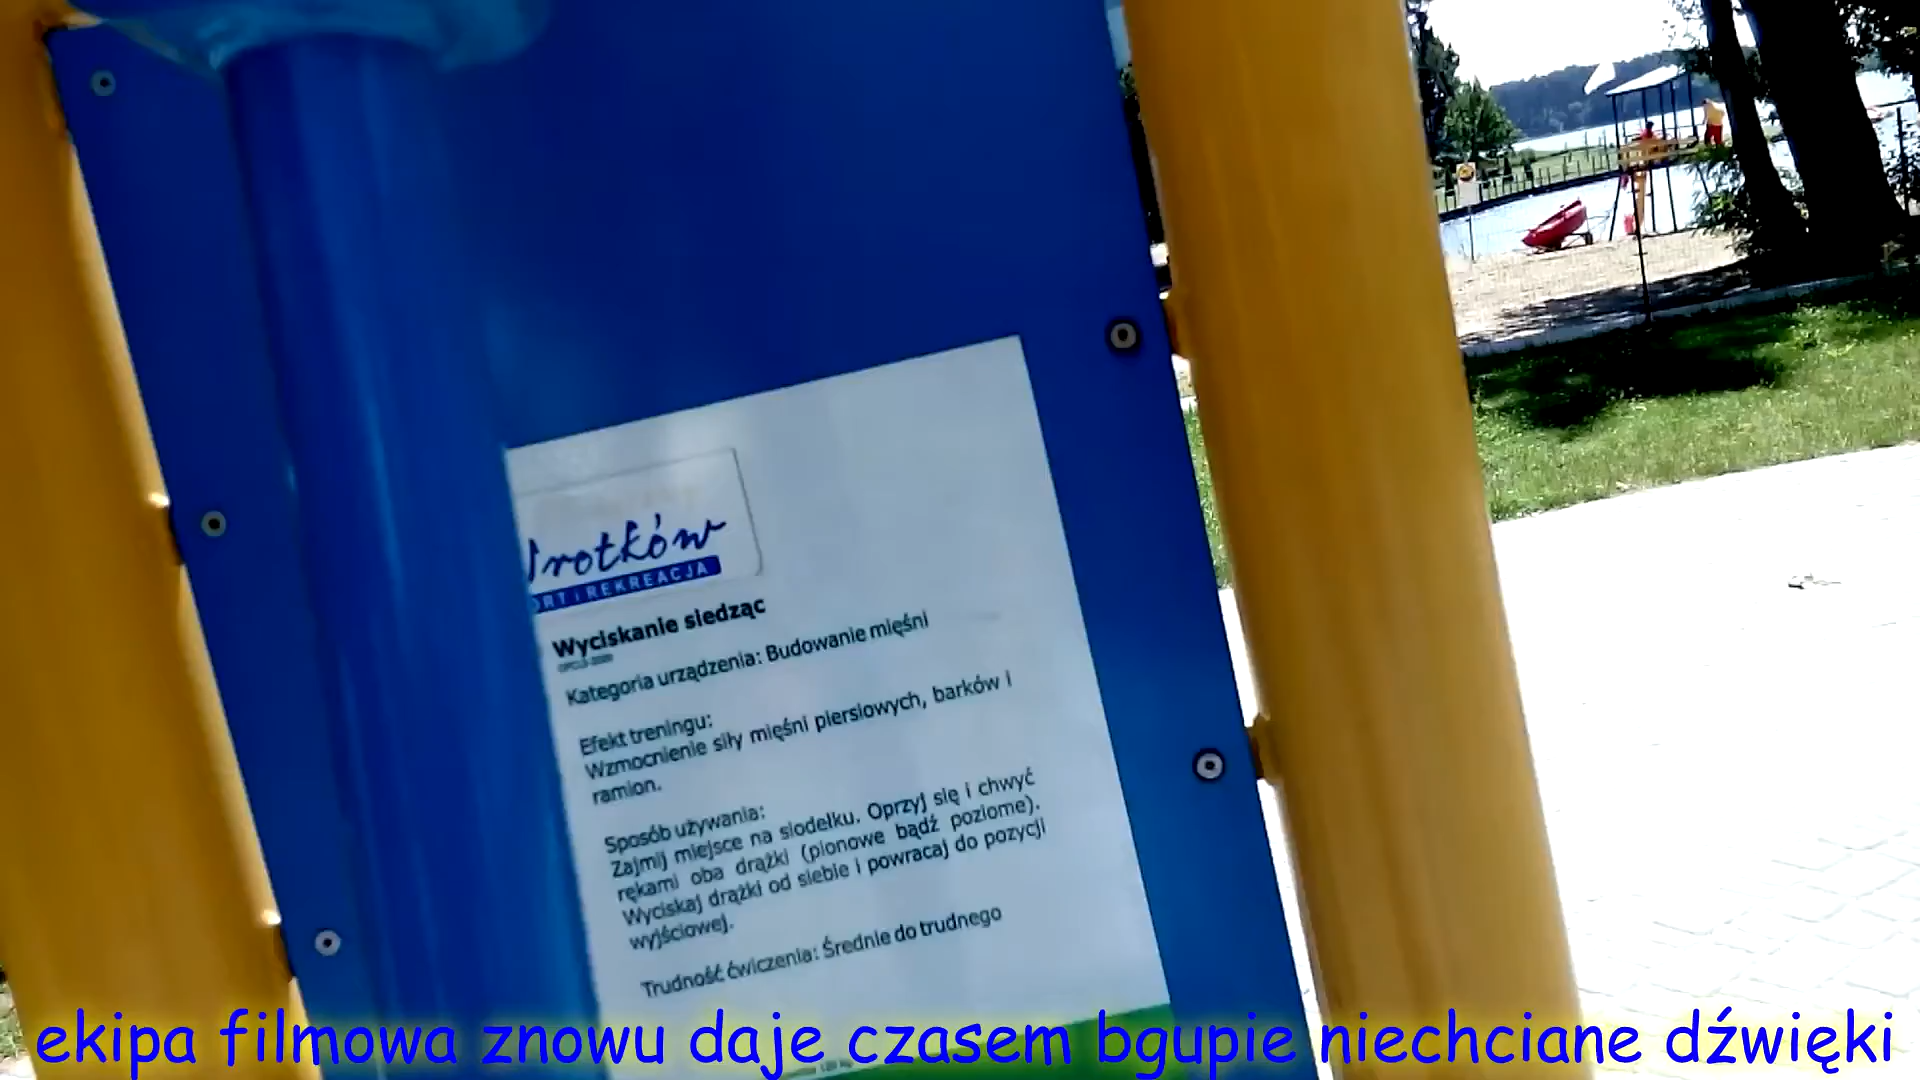 rotków
ORT i REKREACJA
Wyciskanie siedząc
Kategoria urządzenia: Budowanie mięśni
Efekt treningu:
Wzmocnienie siły mięśni piersiowych, barków i
ramion.
Sposób używania:
Zajmij miejsce na siodełku. Oprzyj się i chwyć
rękami oba drążki (pionowe bądź poziome).
Wyciskaj drążki od siebie i powracaj do pozycji
wyjściowej.
Trudność ćwiczenia: Średnie do trudnego
ekipa filmowa znowu daje czasem bgupie niechciane dźwięki